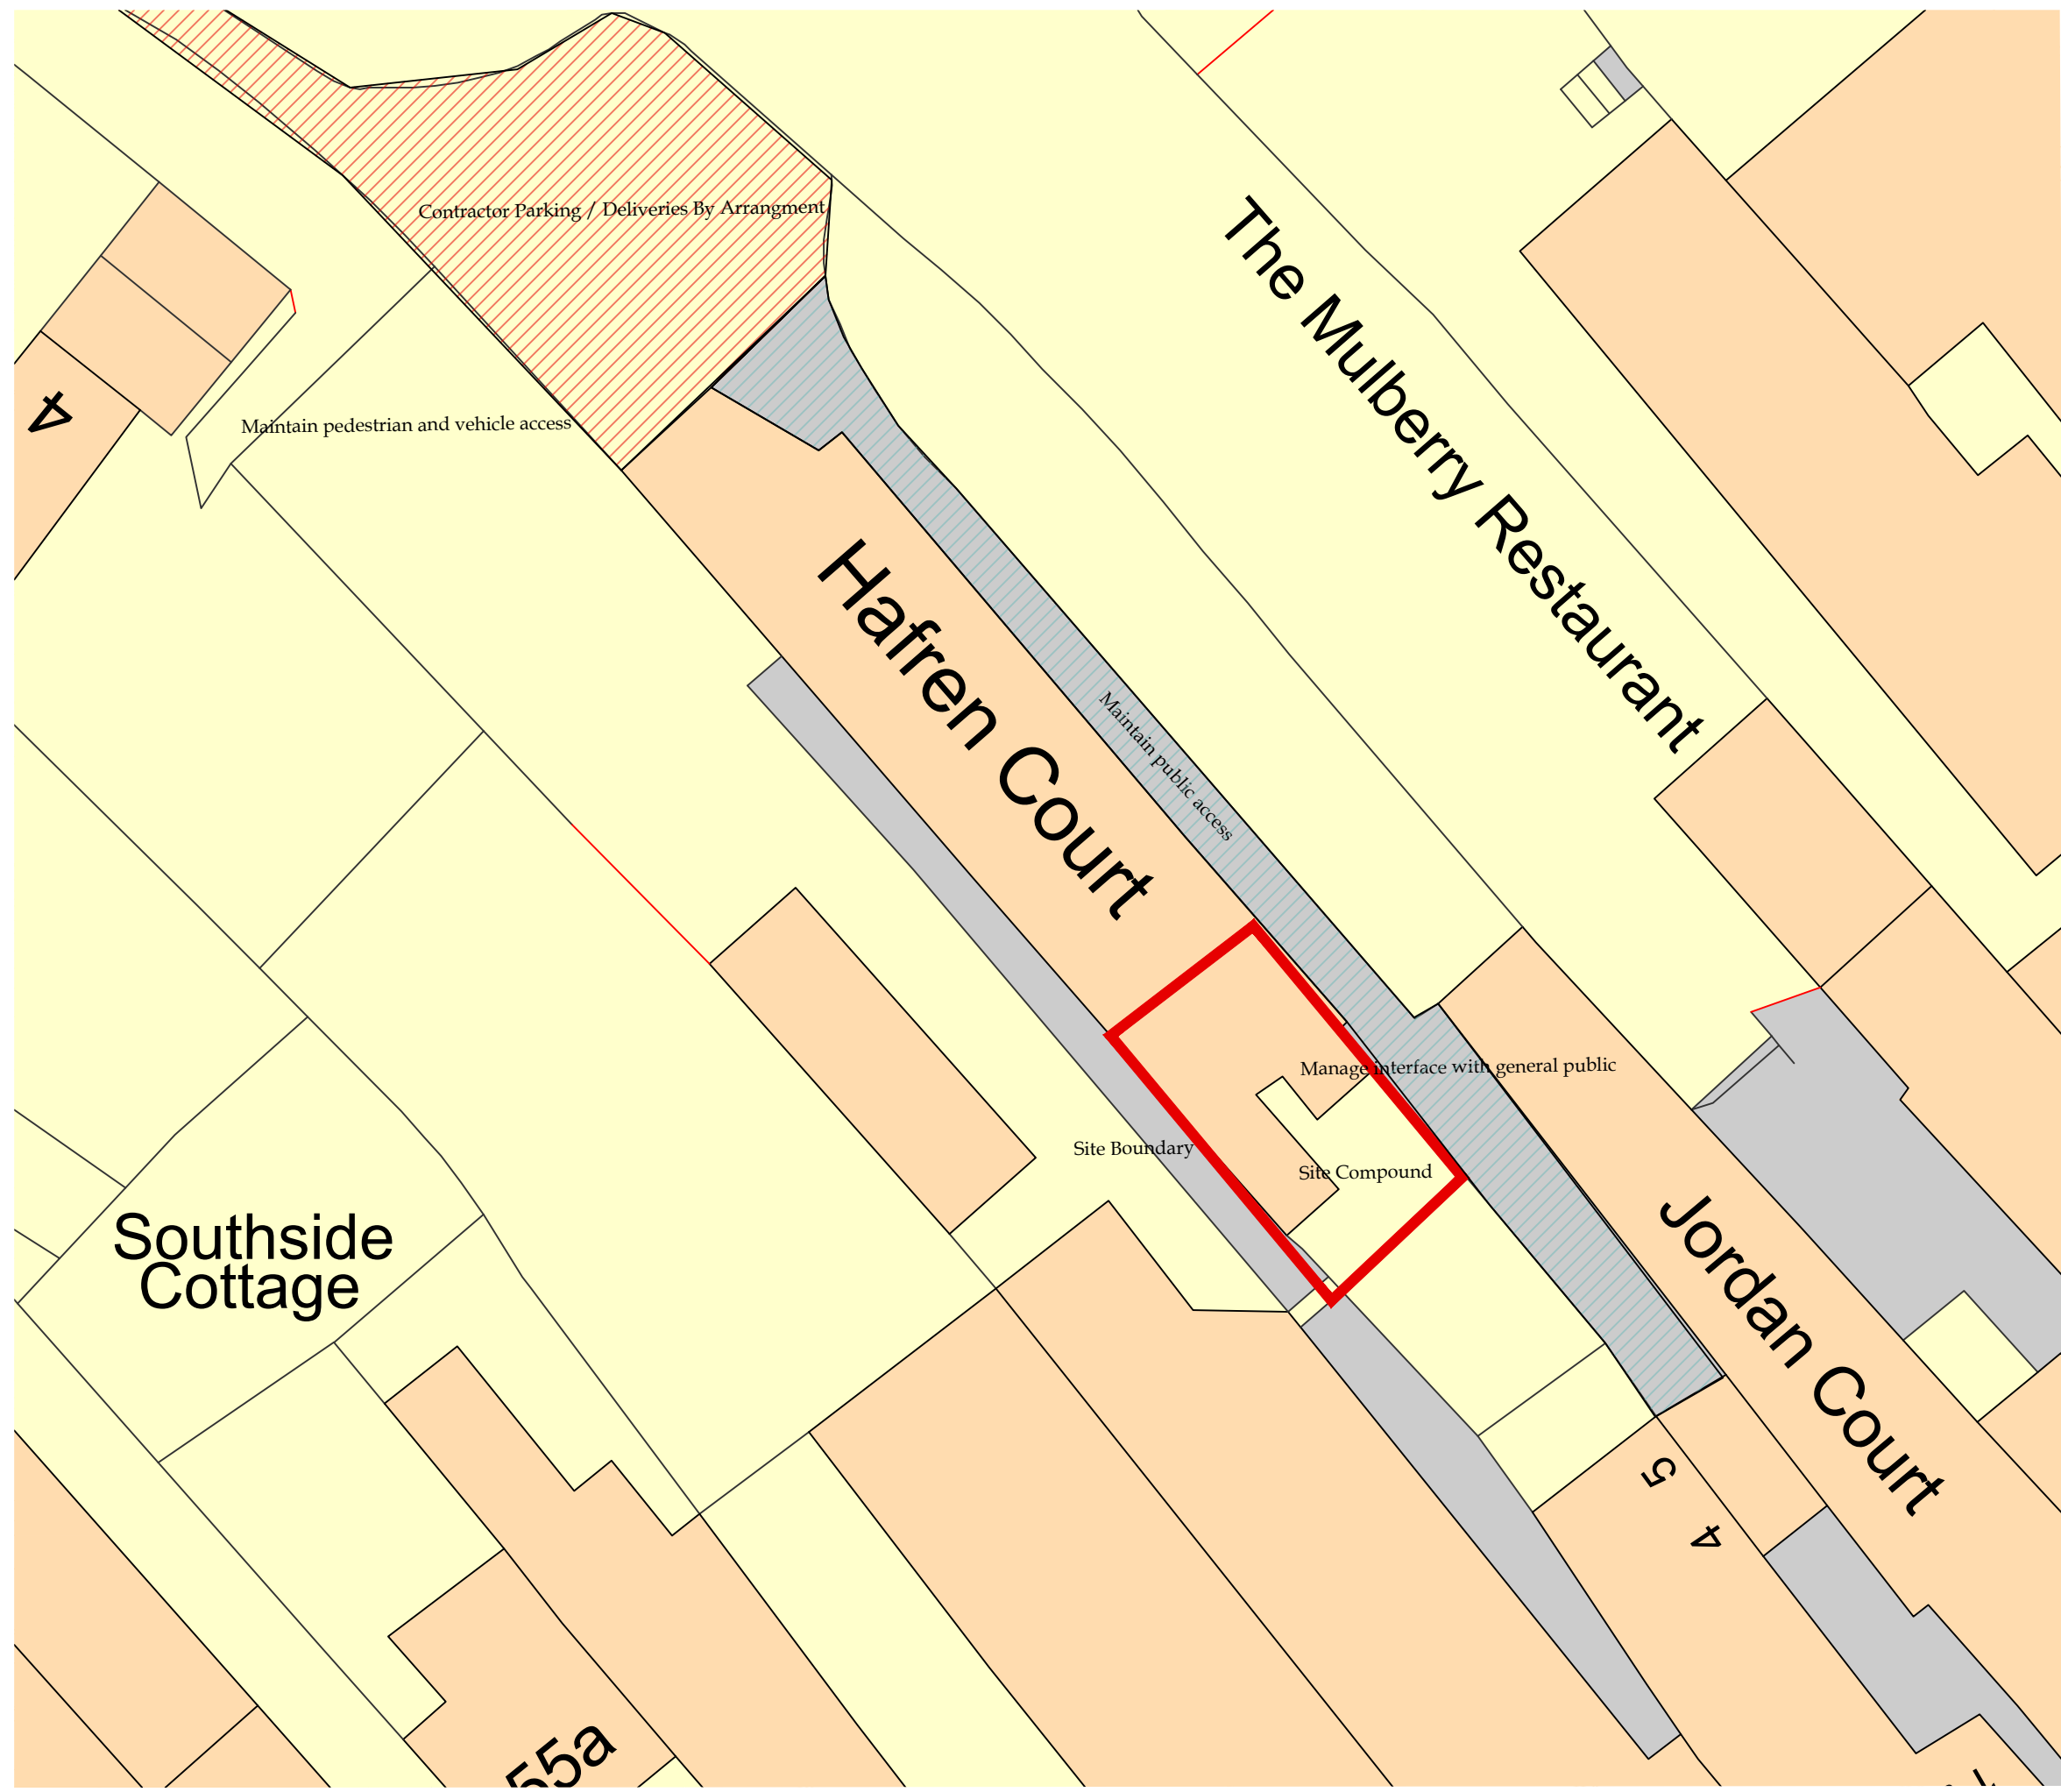 Contractor Parking / Deliveries By Arrangment
The Mulberry Restaurant
4
Maintain pedestrian and vehicle access
Hafren Court
Maintain public access
Manage interface with general public
Site Boundary
Site Compound
Southside
Cottage
Jordan Court
5
4
55a